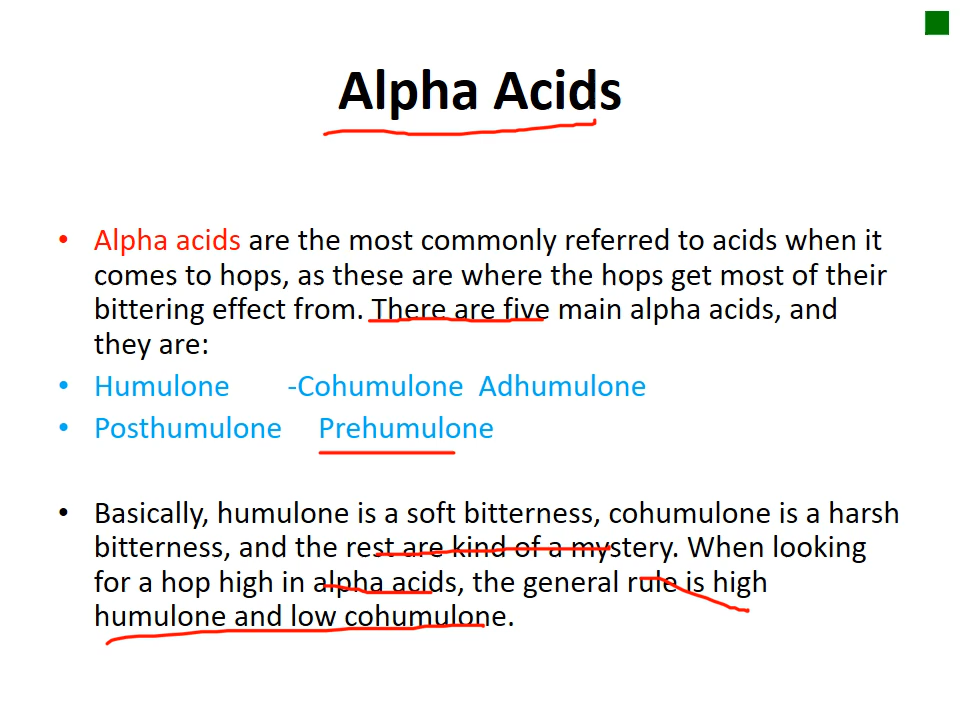 Alpha Acids
• Alpha acids are the most commonly referred to acids when it
comes to hops, as these are where the hops get most of their
bittering effect from. There are five main alpha acids, and
they are:
• Humulone -Cohumulone Adhumulone
• Posthumulone Prehumulone
• Basically, humulone is a soft bitterness, cohumulone is a harsh
bitterness, and the rest are kind of a mystery. When looking
for a hop high in alpha acids, the general rule is high
humulone and low cohumulone.